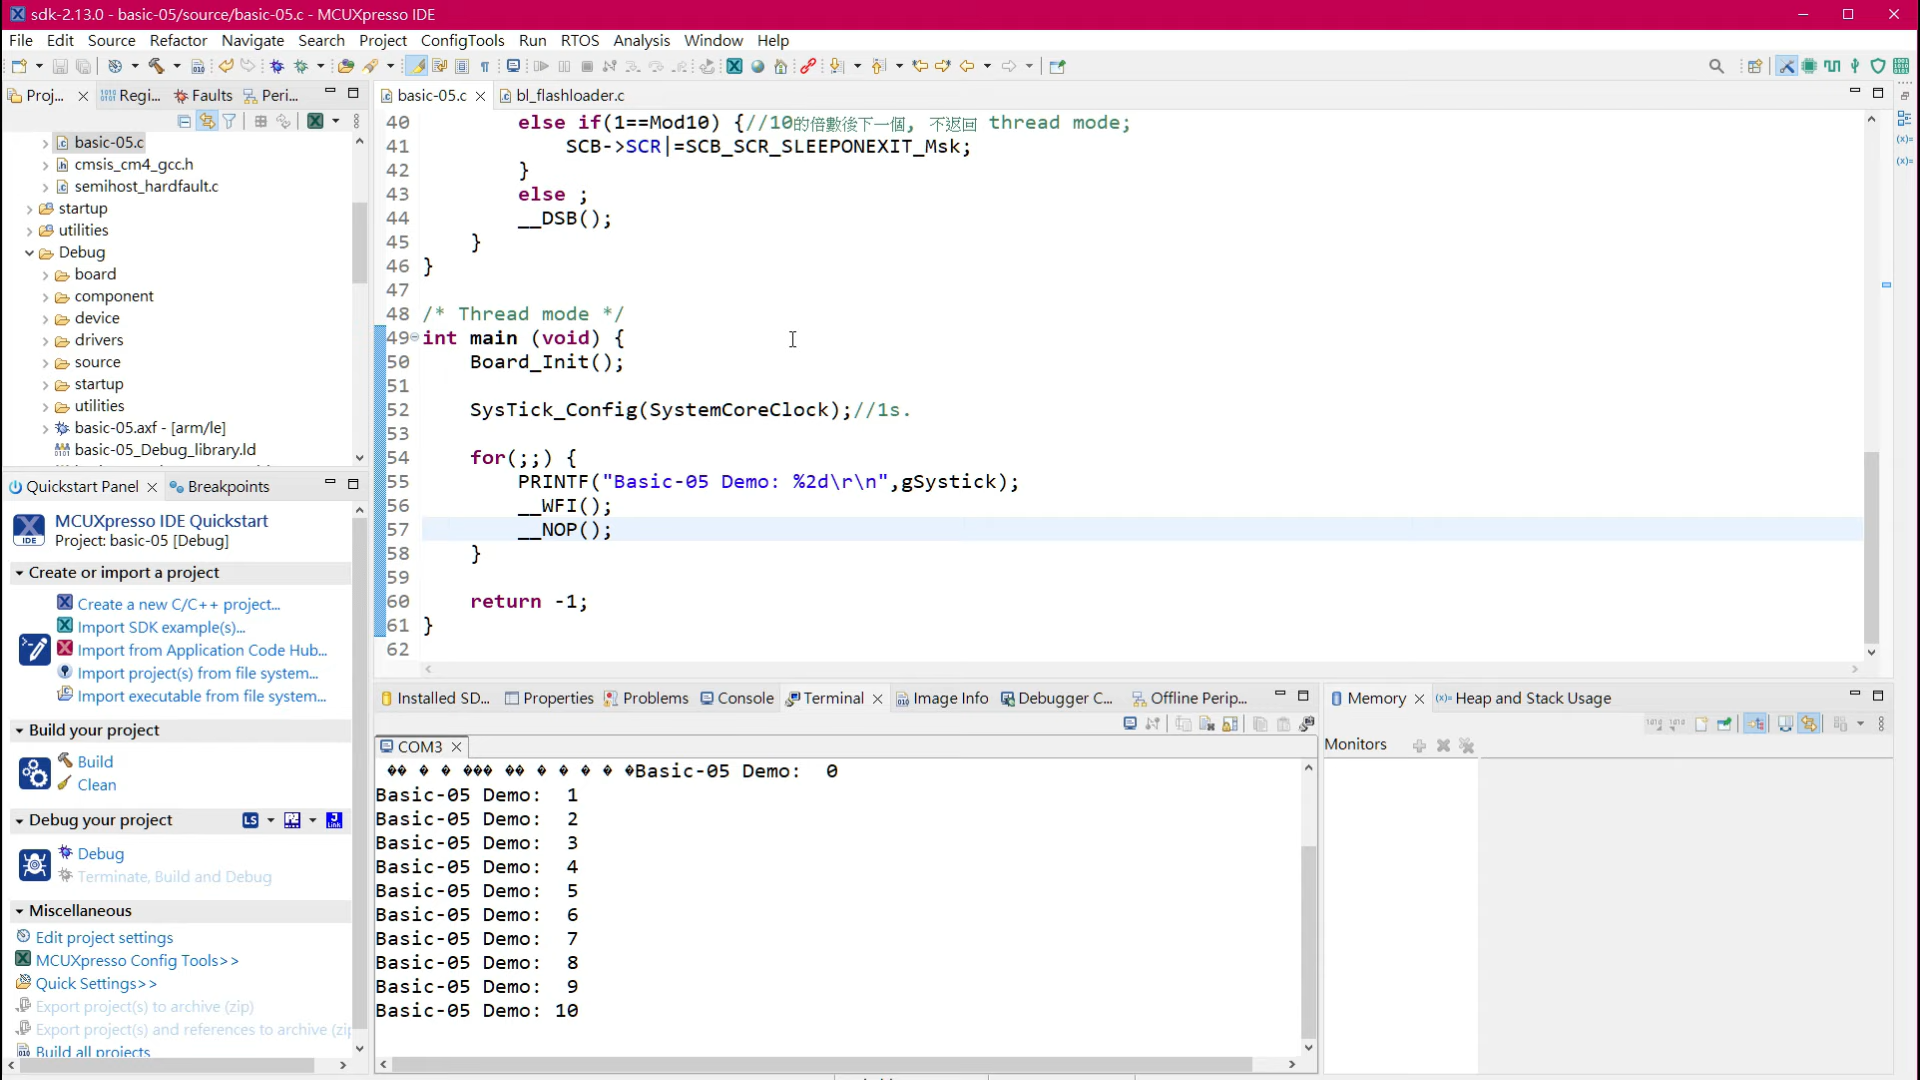 sdk-2.13.0 - basic-05/source/basic-05.c - MCUXpresso IDE
File Edit Source Refactor Navigate Search Project ConfigTools Run RTOS Analysis Window Help
Proj... Regi... Faults Peri...
basic-05.c
cmsis_cm4_gcc.h
semihost_hardfault.c
startup
utilities
Debug
board
component
device
drivers
source
startup
utilities
basic-05.axf - [arm/le]
basic-05_Debug_library.ld
Quickstart Panel Breakpoints
MCUXpresso IDE Quickstart
IDE
Project: basic-05 [Debug]
Create or import a project
Create a new C/C++ project...
Import SDK example(s)...
Import from Application Code Hub...
Import project(s) from file system...
Import executable from file system...
Build your project
Build
Clean
Debug your project
Debug
Terminate, Build and Debug
Miscellaneous
Edit project settings
MCUXpresso Config Tools>>
Quick Settings>>
Export project(s) to archive (zip)
Export project(s) and references to archive (zip
Build all projects
basic-05.c bl_flashloader.c
40 else if(1==Mod10) {//10的倍數後下一個, 不返回 thread mode;
41 SCB->SCR|=SCB_SCR_SLEEPONEXIT_Msk;
42 }
43 else ;
44 __DSB();
45 }
46 }
47
48 /* Thread mode */
49 int main (void) {
50 Board_Init();
51
52 SysTick_Config(SystemCoreClock);//1s.
53
54 for(;;) {
55 PRINTF("Basic-05 Demo: %2d\r\n",gSystick);
56 __WFI();
57 __NOP();
58 }
59
60 return -1;
61 }
62
Installed SD... Properties Problems Console Terminal Image Info Debugger C... Offline Perip...
COM3
�� � � ��� �� � � � � �Basic-05 Demo:  0
Basic-05 Demo:  1
Basic-05 Demo:  2
Basic-05 Demo:  3
Basic-05 Demo:  4
Basic-05 Demo:  5
Basic-05 Demo:  6
Basic-05 Demo:  7
Basic-05 Demo:  8
Basic-05 Demo:  9
Basic-05 Demo: 10
Memory Heap and Stack Usage
Monitors